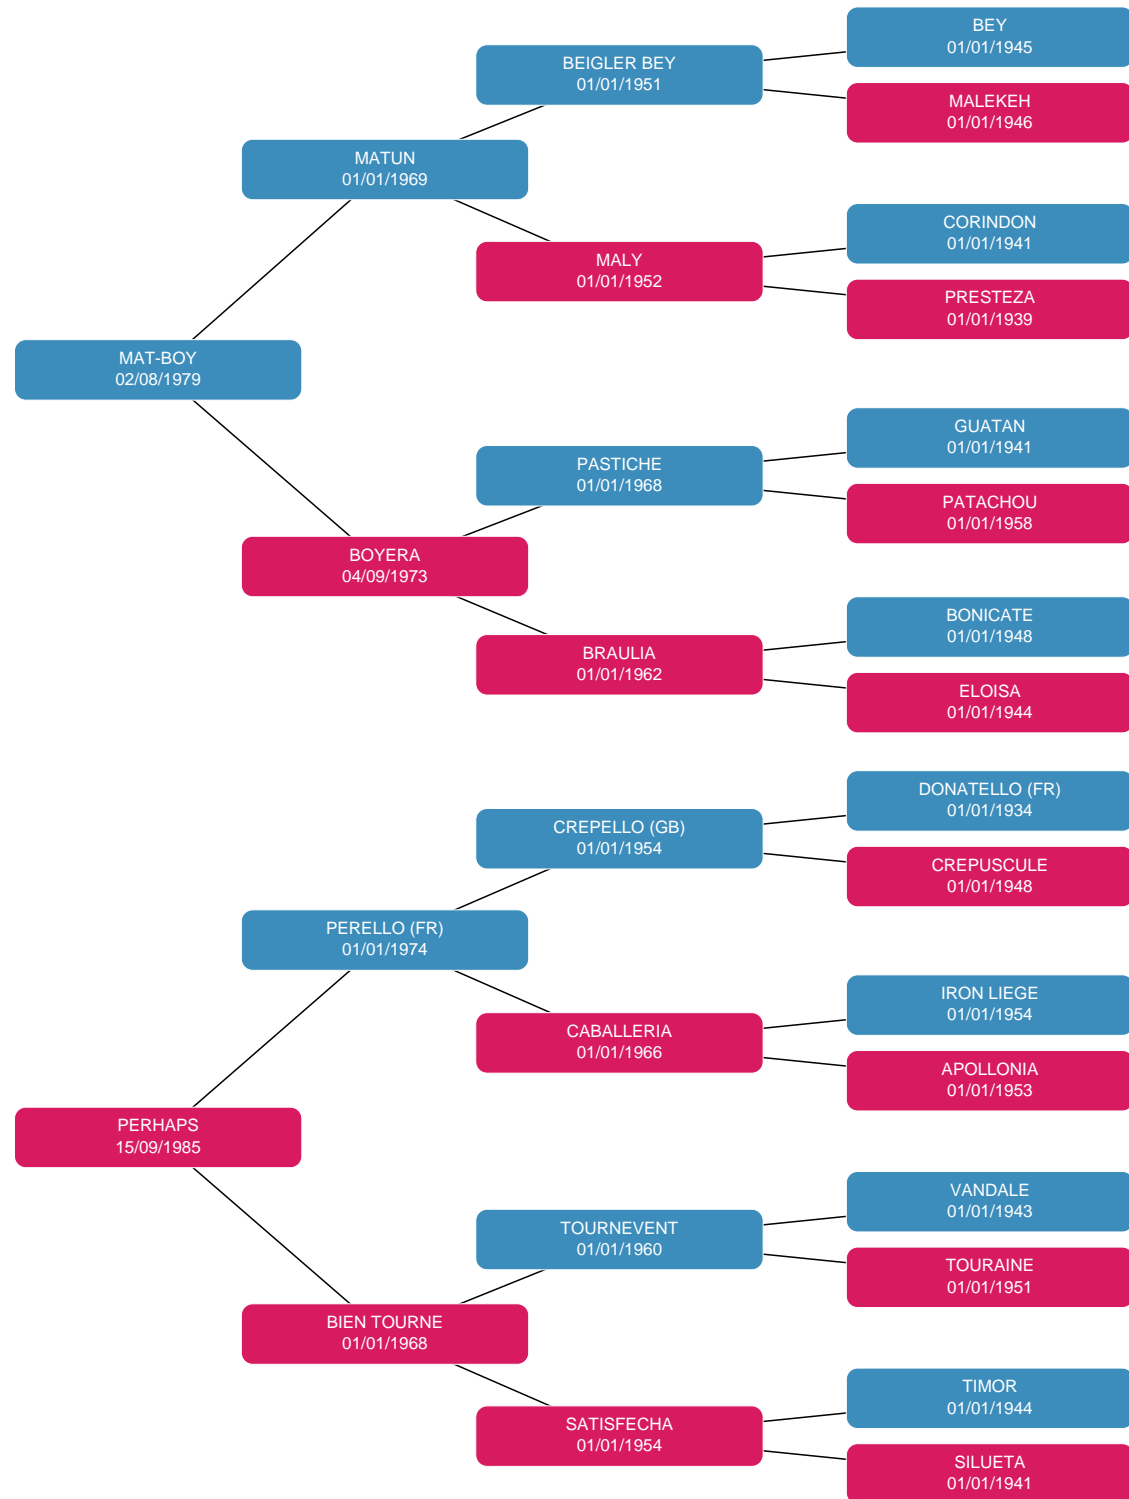 BEY
01/01/1945
BEIGLER BEY
01/01/1951
MALEKEH
01/01/1946
MATUN
01/01/1969
CORINDON
01/01/1941
MALY
01/01/1952
PRESTEZA
01/01/1939
MAT-BOY
02/08/1979
GUATAN
01/01/1941
PASTICHE
01/01/1968
PATACHOU
01/01/1958
BOYERA
04/09/1973
BONICATE
01/01/1948
BRAULIA
01/01/1962
ELOISA
01/01/1944
DONATELLO (FR)
01/01/1934
CREPELLO (GB)
01/01/1954
CREPUSCULE
01/01/1948
PERELLO (FR)
01/01/1974
IRON LIEGE
01/01/1954
CABALLERIA
01/01/1966
APOLLONIA
01/01/1953
PERHAPS
15/09/1985
VANDALE
01/01/1943
TOURNEVENT
01/01/1960
TOURAINE
01/01/1951
BIEN TOURNE
01/01/1968
TIMOR
01/01/1944
SATISFECHA
01/01/1954
SILUETA
01/01/1941